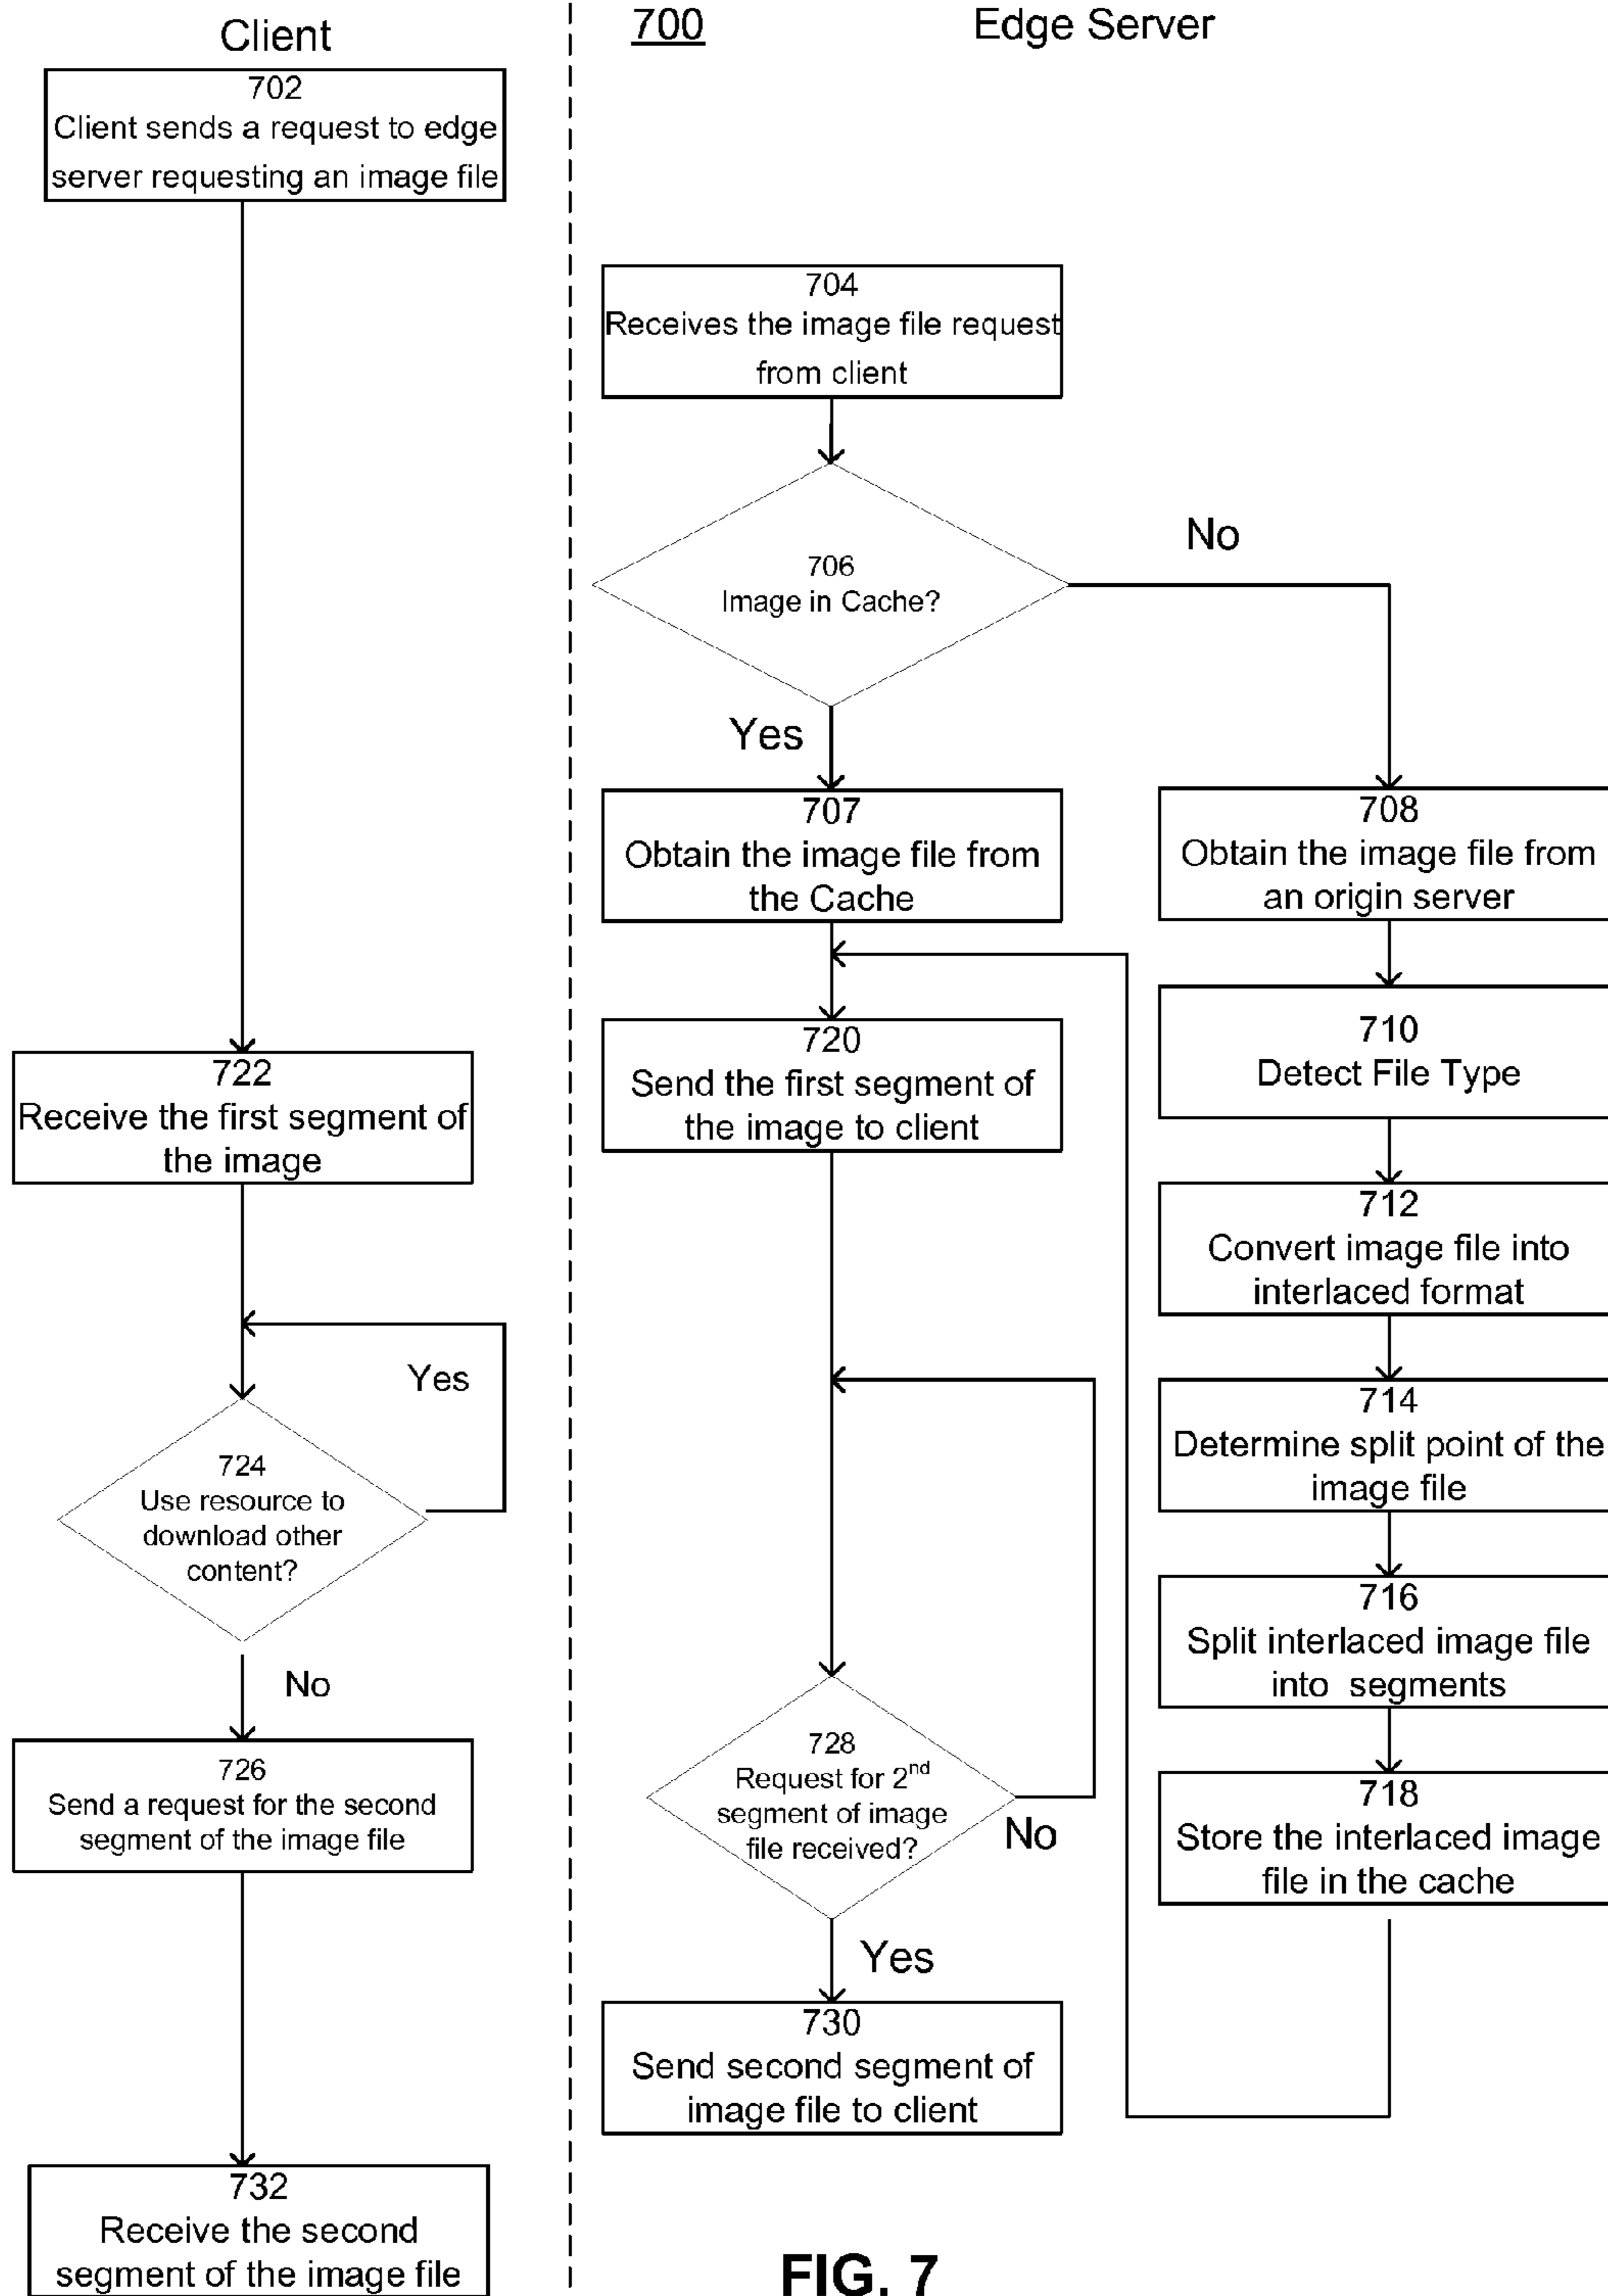 Client
700
Edge Server
702
Client sends a request to edge
server requesting an image file
704
Receives the image file request
from client
706
Image in Cache?
No
Yes
707
Obtain the image file from
the Cache
708
Obtain the image file from
an origin server
710
Detect File Type
720
Send the first segment of
the image to client
722
Receive the first segment of
the image
712
Convert image file into
interlaced format
Yes
714
Determine split point of the
image file
724
Use resource to
download other
content?
716
Split interlaced image file
into segments
No
726
Send a request for the second
segment of the image file
728
Request for 2nd
segment of image
file received?
No
718
Store the interlaced image
file in the cache
Yes
730
Send second segment of
image file to client
732
Receive the second
segment of the image file
FIG. 7